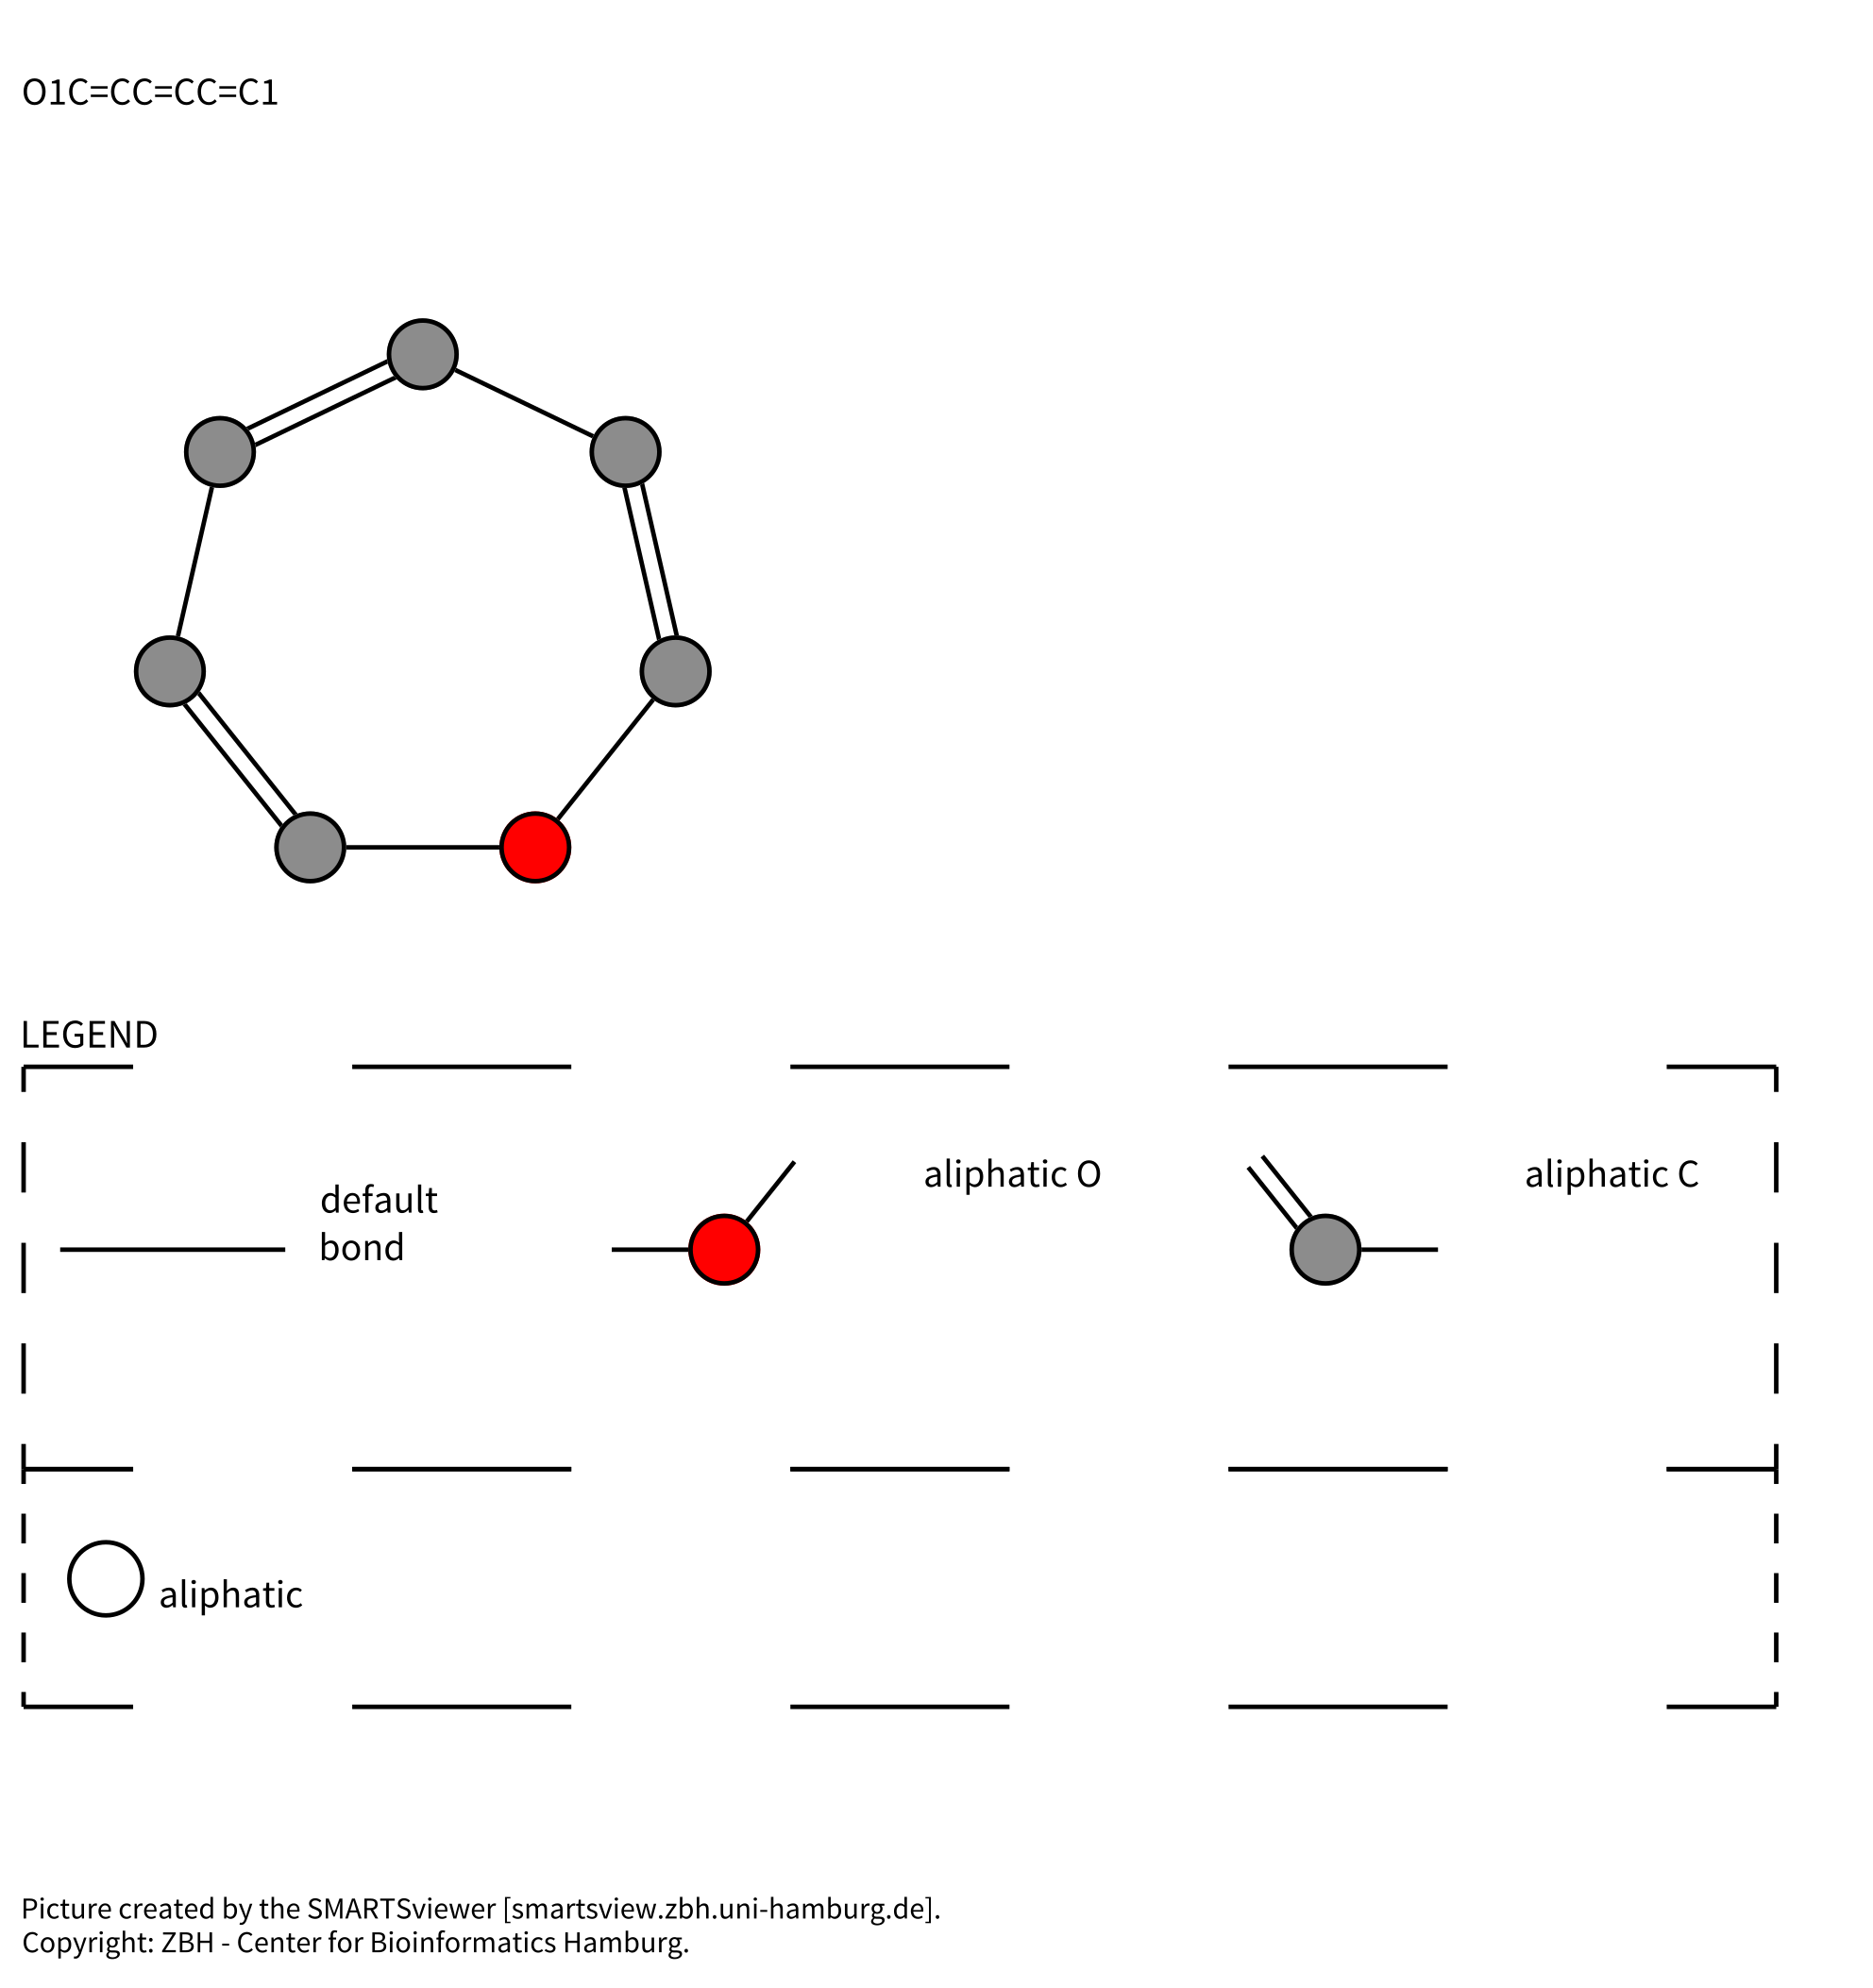 O1C=CC=CC=C1
LEGEND
default
bond
aliphatic O
aliphatic C
aliphatic
Picture created by the SMARTSviewer [smartsview.zbh.uni-hamburg.de].
Copyright: ZBH - Center for Bioinformatics Hamburg.